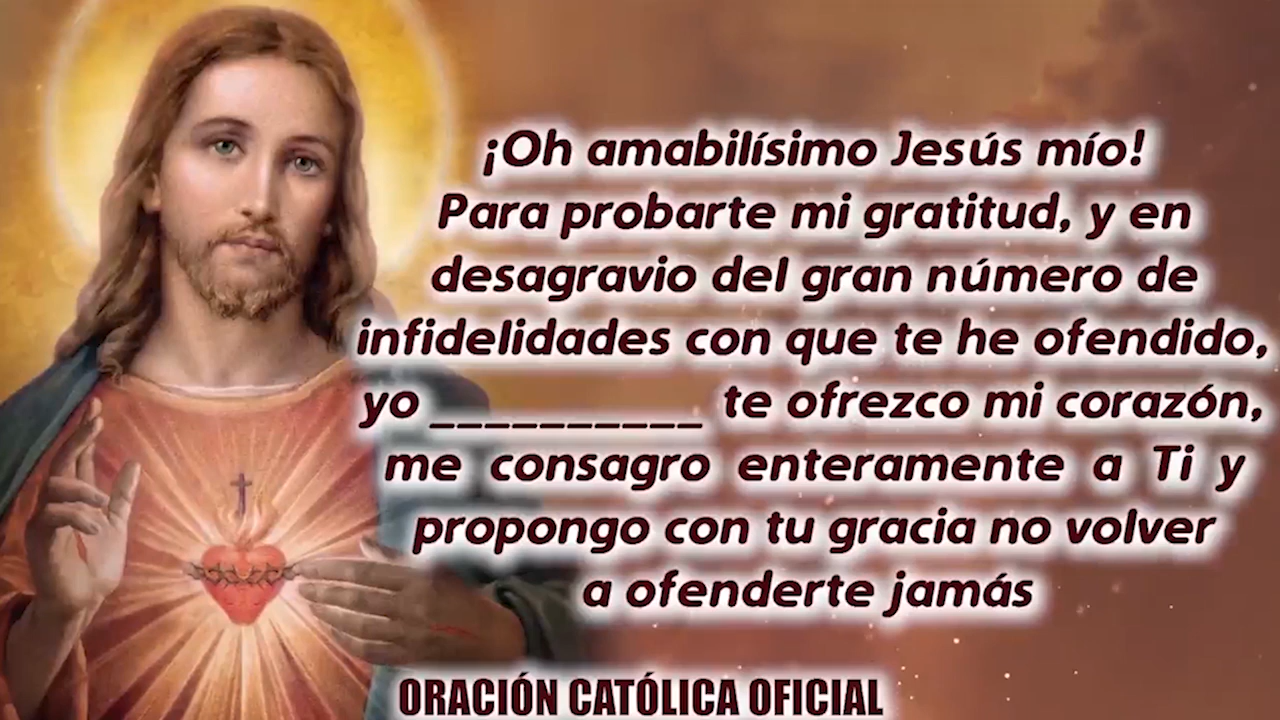 ¡Oh amabilísimo Jesús mío!
Para probarte mi gratitud, y en
desagravio del gran número de
infidelidades con que te he ofendido,
yo __________ te ofrezco mi corazón,
me consagro enteramente a Ti y
propongo con tu gracia no volver
a ofenderte jamás
ORACIÓN CATÓLICA OFICIAL